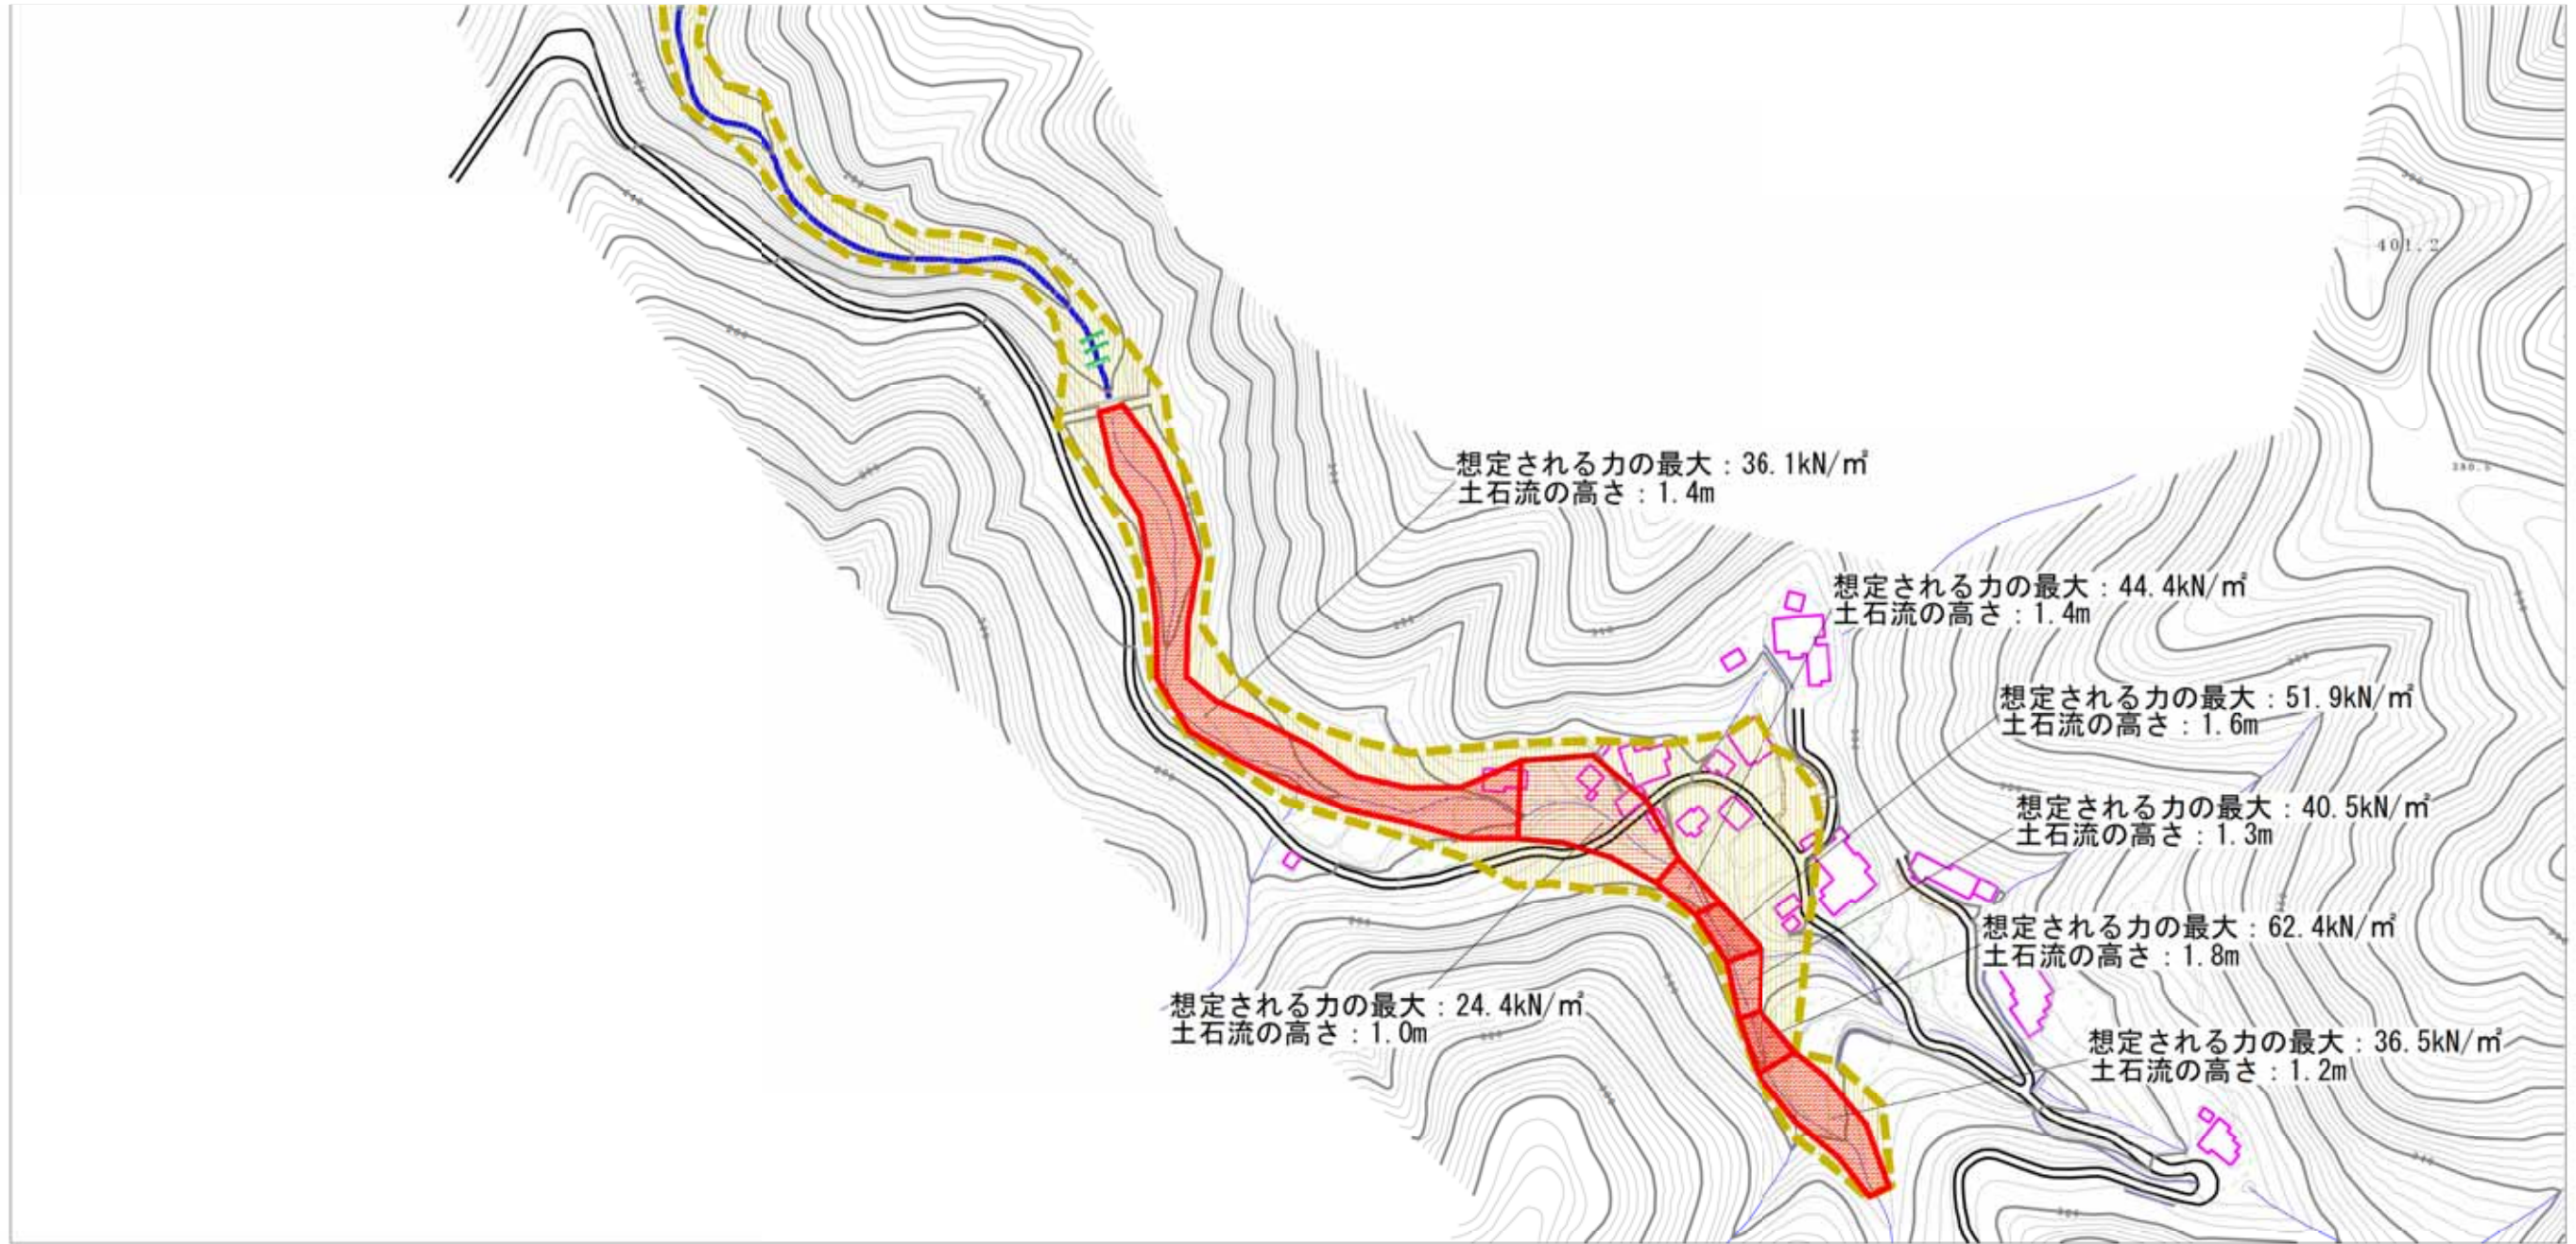 401.2
想定される力の最大：36.1kN/㎡
土石流の高さ：1.4m
想定される力の最大：44.4kN/㎡
土石流の高さ：1.4m
想定される力の最大：51.9kN/㎡
土石流の高さ：1.6m
想定される力の最大：40.5kN/㎡
土石流の高さ：1.3m
想定される力の最大：62.4kN/㎡
土石流の高さ：1.8m
想定される力の最大：24.4kN/㎡
土石流の高さ：1.0m
想定される力の最大：36.5kN/㎡
土石流の高さ：1.2m